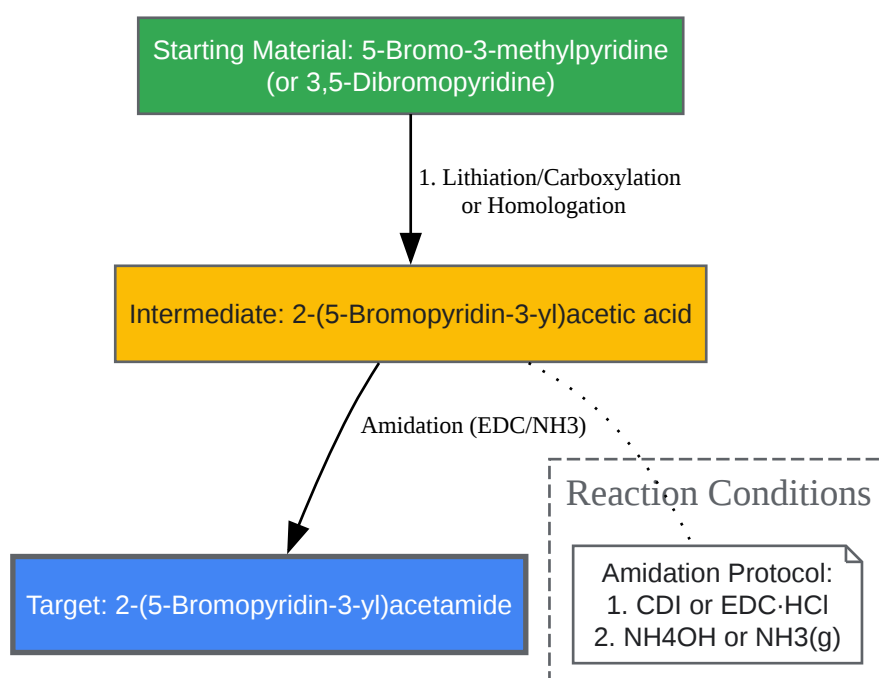 Starting Material: 5-Bromo-3-methylpyridine
(or 3,5-Dibromopyridine)
1. Lithiation/Carboxylation
or Homologation
Intermediate: 2-(5-Bromopyridin-3-yl)acetic acid
Amidation (EDC/NH3)
Reaction Conditions
Amidation Protocol:
1. CDI or EDC·HCl
2. NH4OH or NH3(g)
Target: 2-(5-Bromopyridin-3-yl)acetamide